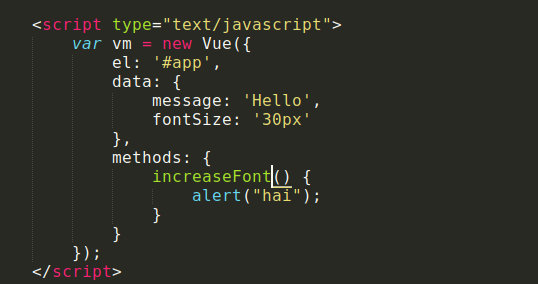 <script type="text/javascript">
    var vm = new Vue({
        el: '#app',
        data: {
            message: 'Hello',
            fontSize: '30px'
        },
        methods: {
            increaseFont() {
                alert("hai");
            }
        }
    });
</script>